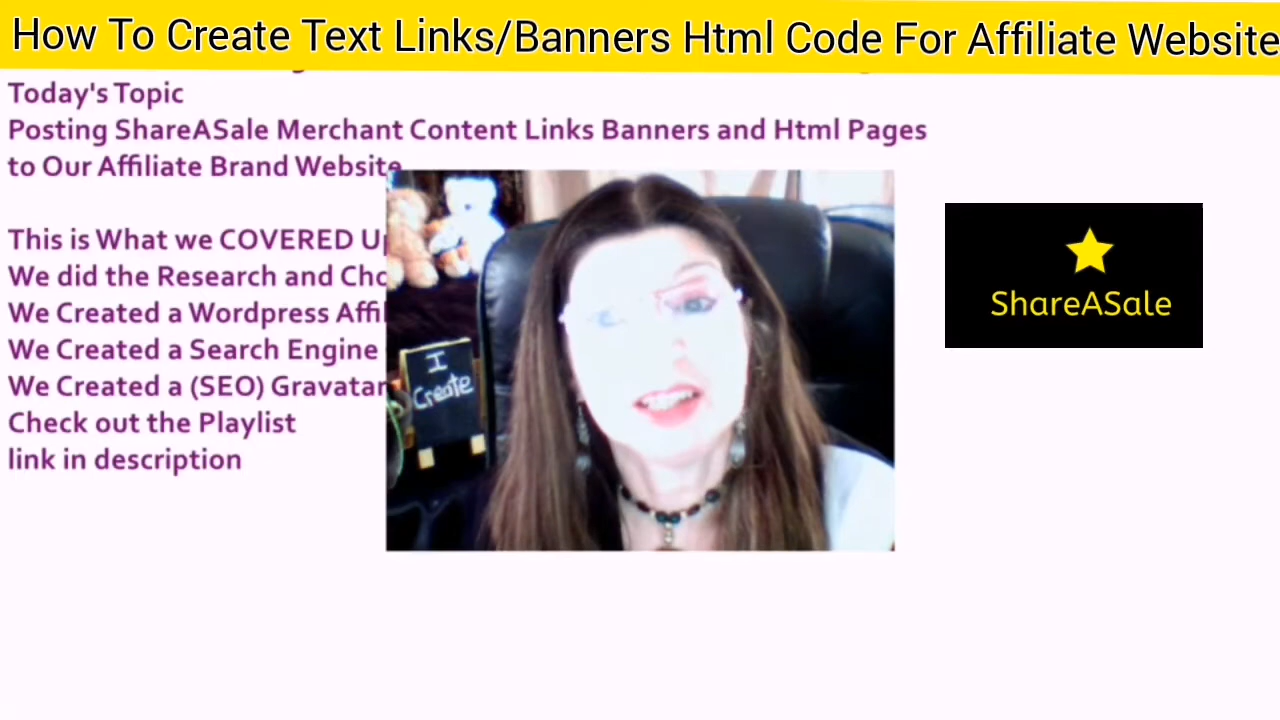 How To Create Text Links/Banners Html Code For Affiliate Website
Today's Topic
Posting ShareASale Merchant Content Links Banners and Html Pages
to Our Affiliate Brand Website
This is What we COVERED
We did the Research and
We Created a Wordpress
We Created a Search Engine
We Created a (SEO) Gravatar
Check out the Playlist
link in description
I
Create
ShareASale